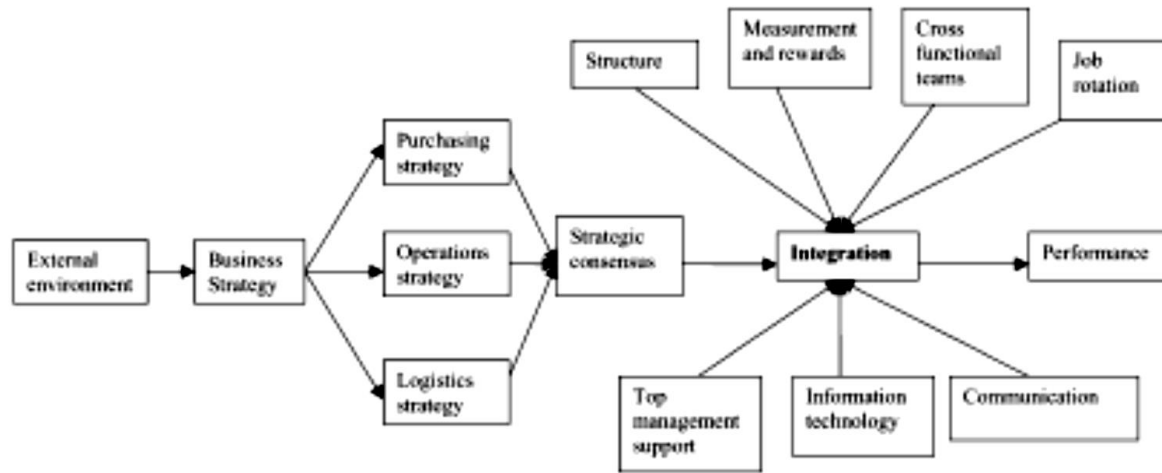 Structure
Measurement
and rewards
Cross
functional
teams
Job
rotation
Purchasing
strategy
External
environment
Business
Strategy
Operations
strategy
Strategic
consensus
Integration
Performance
Logistics
strategy
Top
management
support
Information
technology
Communication